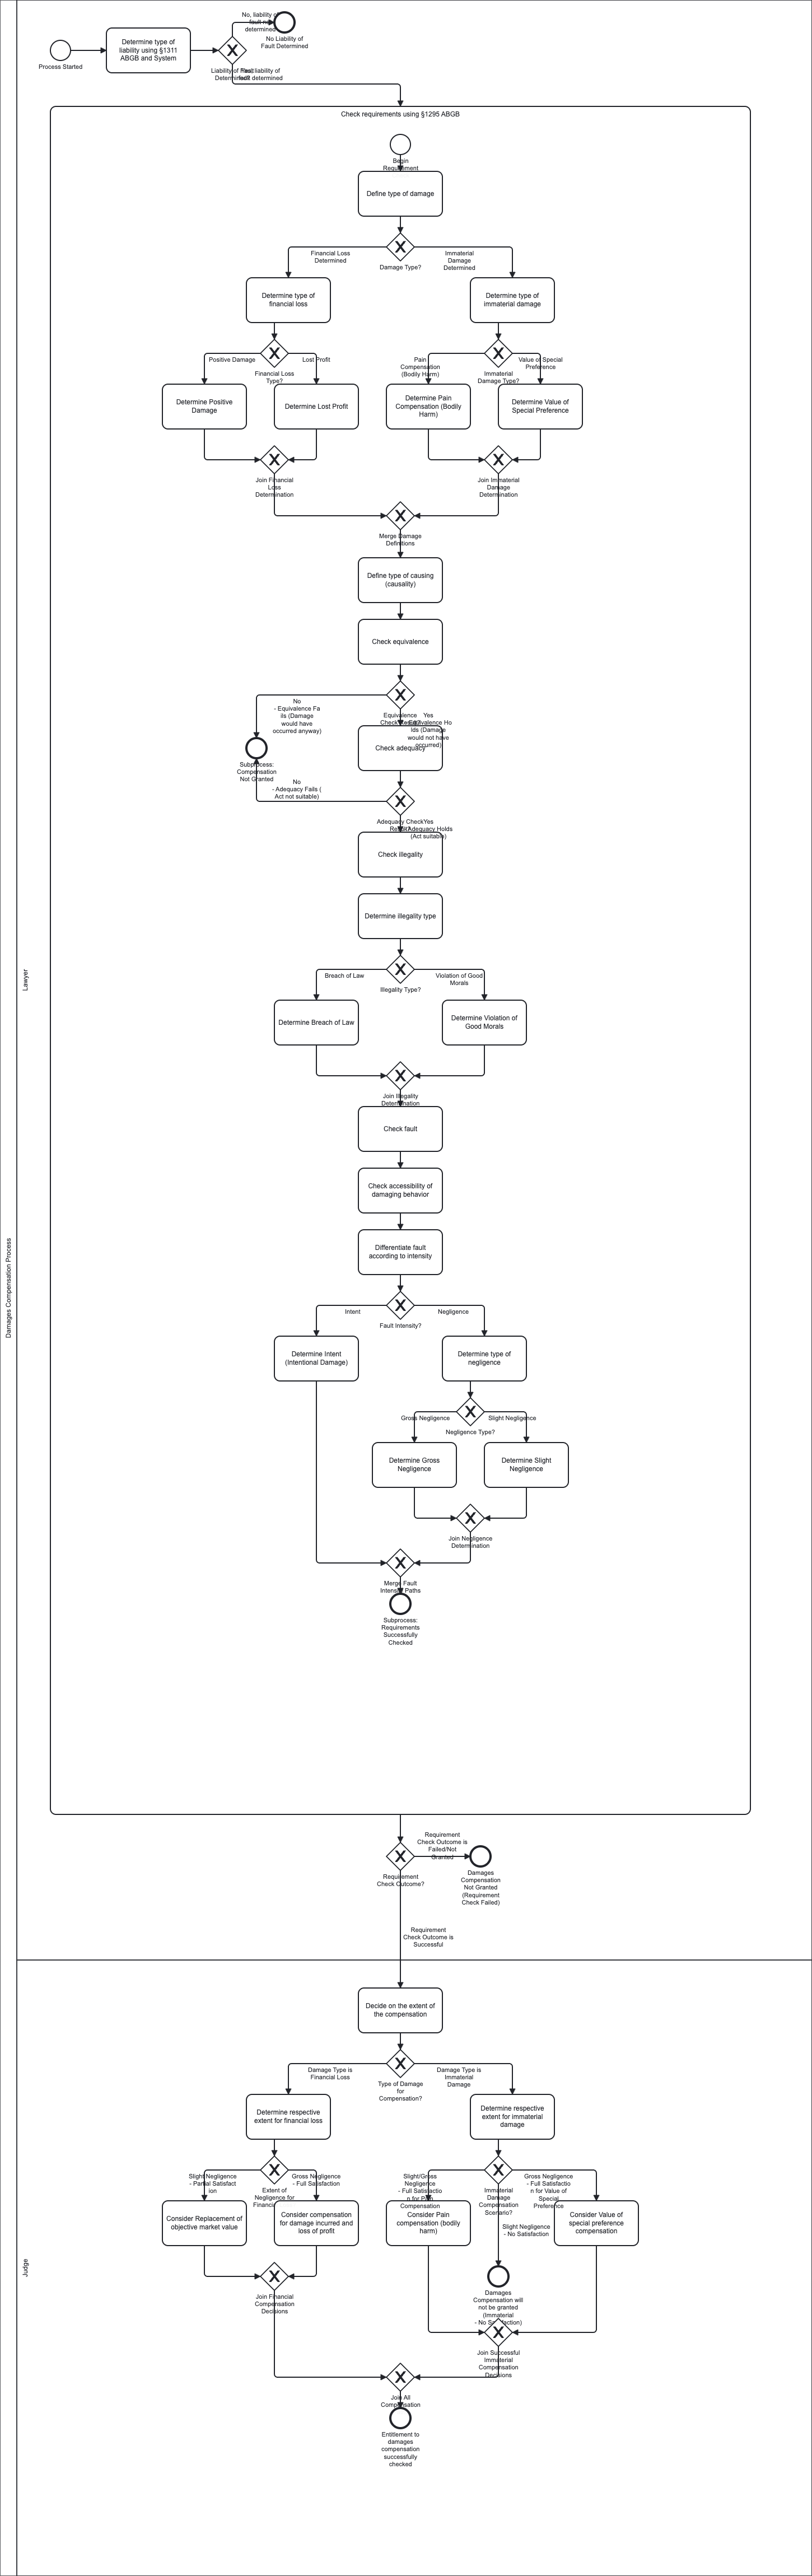 No, liability of
fault not
determined
No Liability of
Fault Determined
Determine type of
liability using §1311
ABGB and System
Process Started
Liability of Fault
Determined?
Yes, liability of
fault determined
Check requirements using §1295 ABGB
Begin
Requirement
Define type of damage
Financial Loss
Determined
Damage Type?
Immaterial
Damage
Determined
Determine type of
financial loss
Determine type of
immaterial damage
Positive Damage
Financial Loss
Type?
Lost Profit
Pain
Compensation
(Bodily Harm)
Immaterial
Damage Type?
Value of Special
Preference
Determine Positive
Damage
Determine Lost Profit
Determine Pain
Compensation (Bodily
Harm)
Determine Value of
Special Preference
Join Financial
Loss
Determination
Join Immaterial
Damage
Determination
Merge Damage
Definitions
Define type of causing
(causality)
Check equivalence
No
- Equivalence Fa
ils (Damage
would have
occurred anyway)
Equivalence
Yes
Equivalence Ho
lds (Damage
would not have
occurred)
Check adequacy
Subprocess:
Compensation
Not Granted
No
- Adequacy Fails (
Act not suitable)
Adequacy Check
Yes
Adequacy Holds
(Act suitable)
Check illegality
Determine illegality type
Breach of Law
Illegality Type?
Violation of Good
Morals
Determine Breach of Law
Determine Violation of
Good Morals
Join Illegality
Determination
Check fault
Check accessibility of
damaging behavior
Differentiate fault
according to intensity
Intent
Fault Intensity?
Negligence
Determine Intent
(Intentional Damage)
Determine type of
negligence
Gross Negligence
Negligence Type?
Slight Negligence
Determine Gross
Negligence
Determine Slight
Negligence
Join Negligence
Determination
Merge Fault
Intensity Paths
Subprocess:
Requirements
Successfully
Checked
Lawyer
Damages Compensation Process
Requirement
Check Outcome is
Failed/Not
Granted
Requirement
Check Outcome?
Damages
Compensation
Not Granted
(Requirement
Check Failed)
Requirement
Check Outcome is
Successful
Decide on the extent of
the compensation
Damage Type is
Financial Loss
Type of Damage
for
Compensation?
Damage Type is
Immaterial
Damage
Determine respective
extent for financial loss
Determine respective
extent for immaterial
damage
Slight Negligence
- Partial Satisfact
ion
Extent of
Negligence for
Gross Negligence
- Full Satisfaction
Slight/Gross
Negligence
- Full Satisfactio
n for Pain
Compensation
Immaterial
Damage
Compensation
Scenario?
Gross Negligence
- Full Satisfactio
n for Value of
Special
Preference
Consider Replacement of
objective market value
Consider compensation
for damage incurred and
loss of profit
Consider Pain
compensation (bodily
harm)
Slight Negligence
- No Satisfaction
Consider Value of
special preference
compensation
Join Financial
Compensation
Decisions
Damages
Compensation will
not be granted
(Immaterial
- No Satisfaction)
Join Successful
Immaterial
Compensation
Decisions
Join All
Compensation
Entitlement to
damages
compensation
successfully
checked
Judge